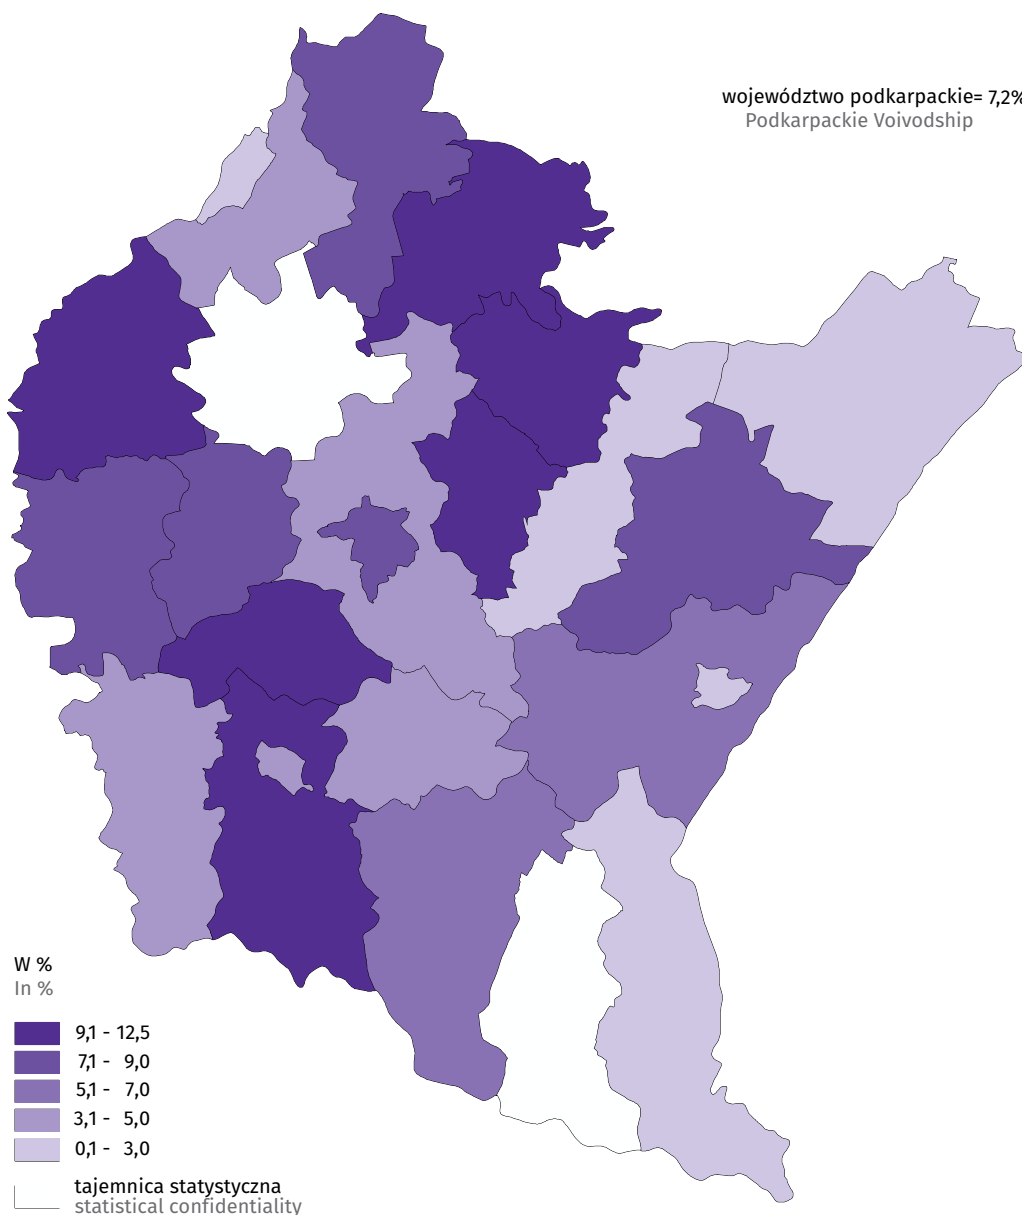 województwo podkarpackie= 7,2%
Podkarpackie Voivodship
W %
In %
9,1 - 12,5
7,1 - 9,0
5,1 - 7,0
3,1 - 5,0
0,1 - 3,0
tajemnica statystyczna
statistical confidentiality